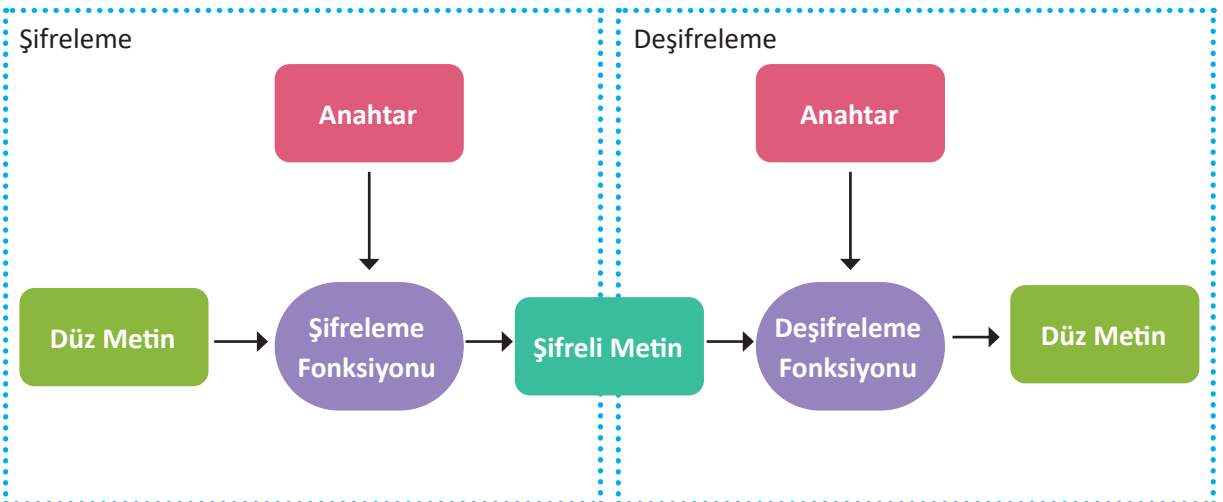 Şifreleme
Anahtar
Düz Metin
Şifreleme
Fonksiyonu
Şifreli Metin
Deşifreleme
Anahtar
Deşifreleme
Fonksiyonu
Düz Metin